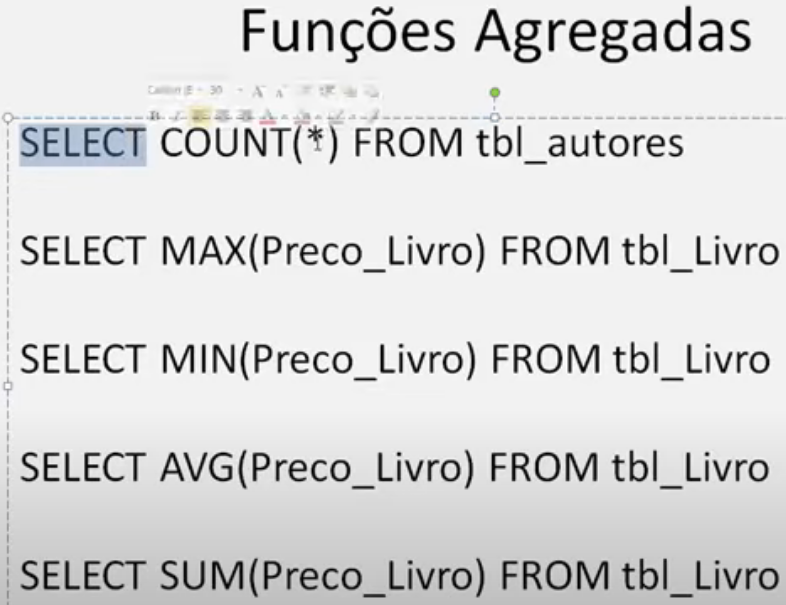 Funções Agregadas
SELECT COUNT(*) FROM tbl_autores
SELECT MAX(Preco_Livro) FROM tbl_Livro
SELECT MIN(Preco_Livro) FROM tbl_Livro
SELECT AVG(Preco_Livro) FROM tbl_Livro
SELECT SUM(Preco_Livro) FROM tbl_Livro